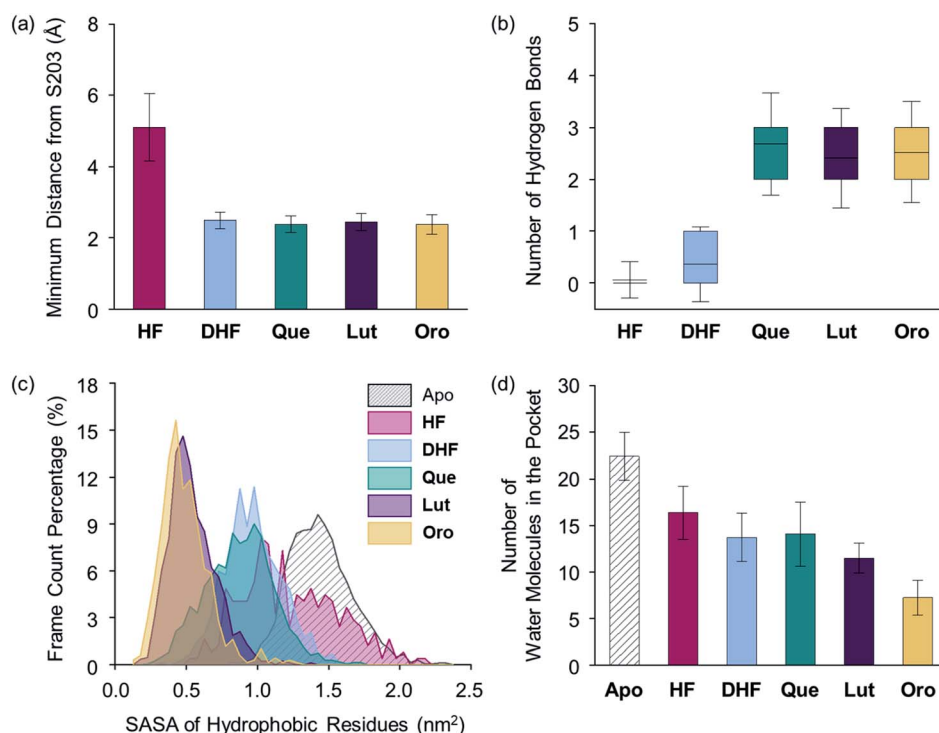 (a)
Minimum Distance from S203 (Å)
8
6
4
2
0
HF DHF Que Lut Oro
(b)
Number of Hydrogen Bonds
5
4
3
2
1
0
HF DHF Que Lut Oro
(c)
Frame Count Percentage (%)
18
15
12
9
6
3
0
0.0 0.5 1.0 1.5 2.0 2.5
SASA of Hydrophobic Residues (nm²)
Apo
HF
DHF
Que
Lut
Oro
(d)
Number of
Water Molecules in the Pocket
30
25
20
15
10
5
0
Apo HF DHF Que Lut Oro